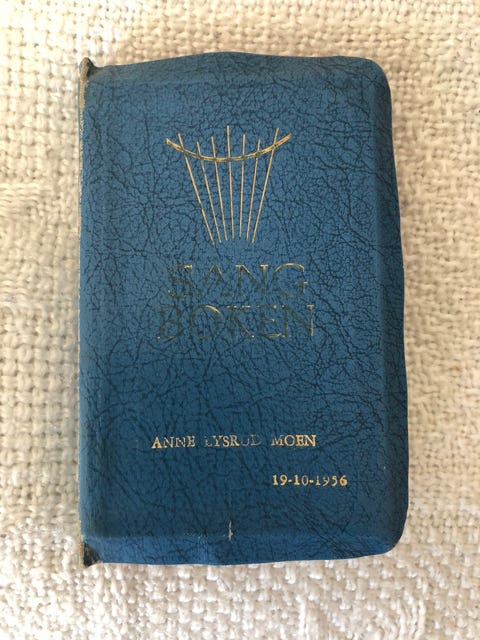 SANG
BOKEN
ANNE LYSRUD MOEN
19-10-1956